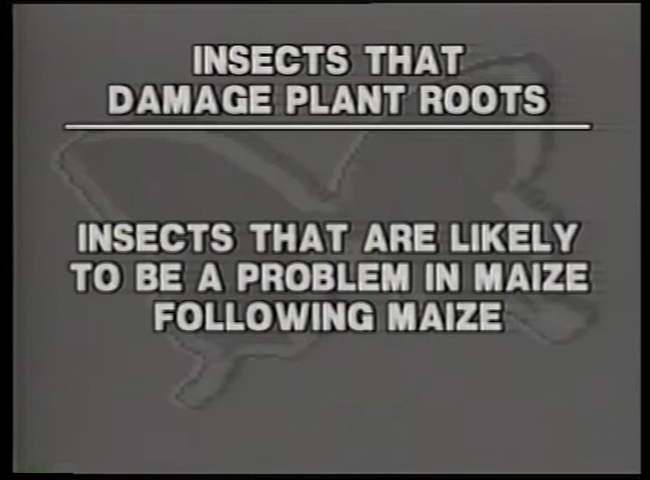 INSECTS THAT
DAMAGE PLANT ROOTS
INSECTS THAT ARE LIKELY
TO BE A PROBLEM IN MAIZE
FOLLOWING MAIZE